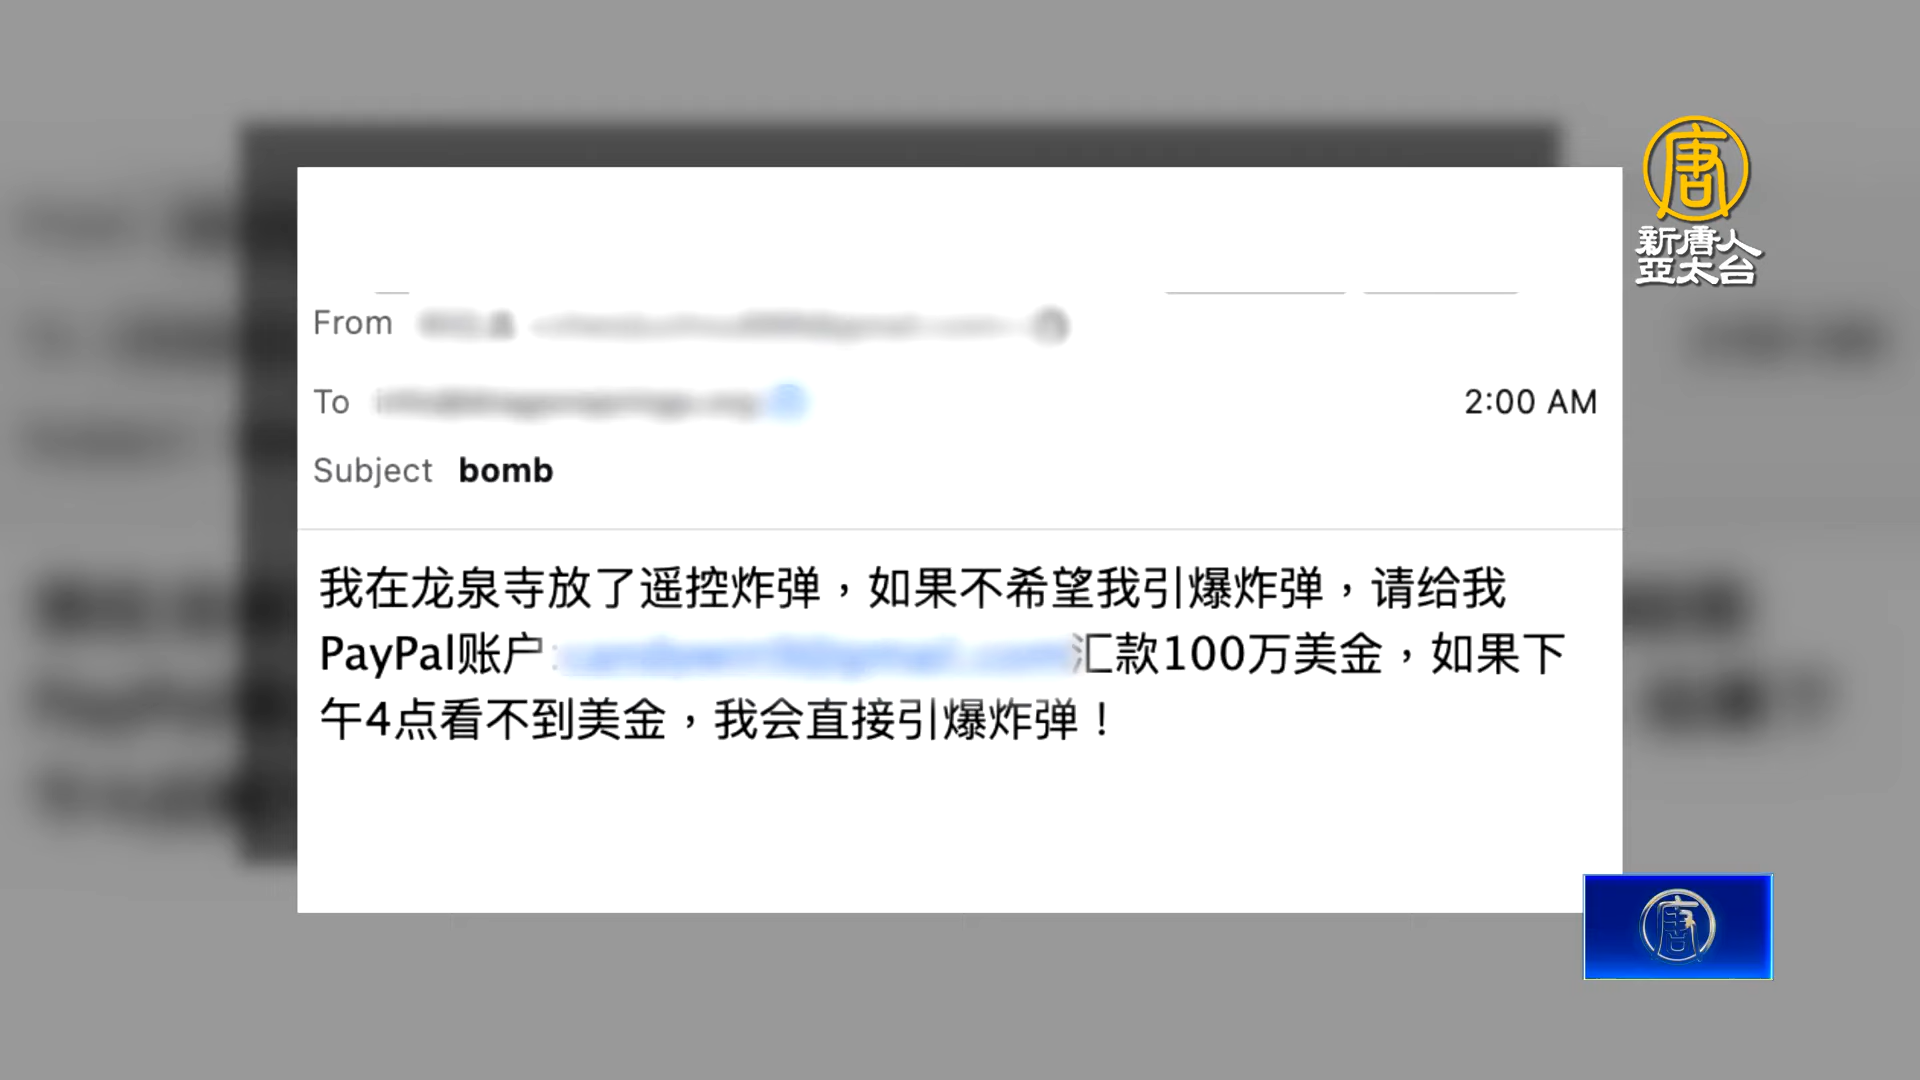 唐
新唐人
亞太台
From
To
2:00 AM
Subject bomb
我在龙泉寺放了遥控炸弹，如果不希望我引爆炸弹，请给我
PayPal账户 汇款100万美金，如果下
午4点看不到美金，我会直接引爆炸弹！
唐